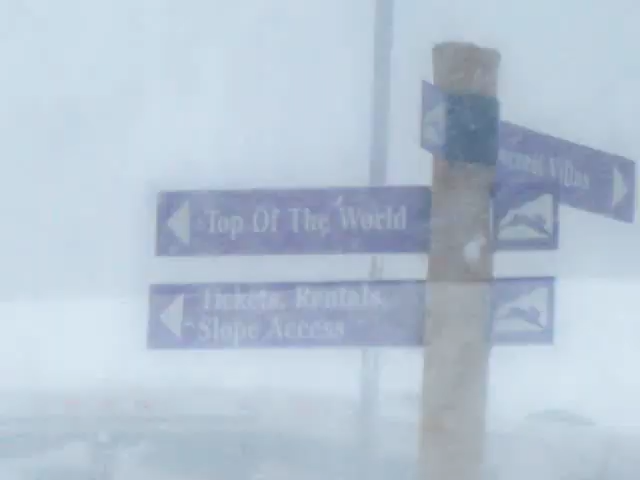 Villas
Top Of The World
Tickets, Rentals,
Slope Access